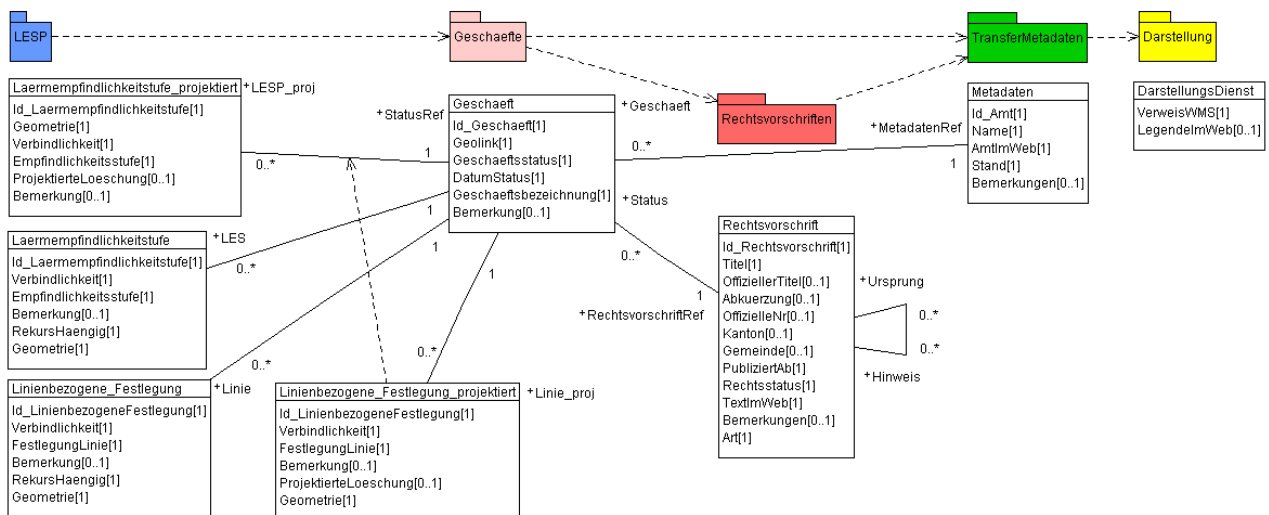 LESP
Geschaefte
TransferMetadaten
Darstellung
Rechtsvorschriften
Laermempfindlichkeitstufe_projektiert
Id_Laermempfindlichkeitstufe[1]
Geometrie[1]
Verbindlichkeit[1]
Empfindlichkeitsstufe[1]
ProjektierteLoeschung[0..1]
Bemerkung[0..1]
+LESP_proj
0..*
+StatusRef
1
Geschaeft
Id_Geschaeft[1]
Geolink[1]
Geschaeftsstatus[1]
DatumStatus[1]
Geschaeftsbezeichnung[1]
Bemerkung[0..1]
+Geschaeft
0..*
+MetadatenRef
1
Metadaten
Id_Amt[1]
Name[1]
AmtImWeb[1]
Stand[1]
Bemerkungen[0..1]
DarstellungsDienst
VerweisWMS[1]
LegendeImWeb[0..1]
Laermempfindlichkeitstufe
Id_Laermempfindlichkeitstufe[1]
Verbindlichkeit[1]
Empfindlichkeitsstufe[1]
Bemerkung[0..1]
RekursHaengig[1]
Geometrie[1]
+LES
0..*
1
1
1
+Status
0..*
1
+RechtsvorschriftRef
Rechtsvorschrift
Id_Rechtsvorschrift[1]
Titel[1]
OffiziellerTitel[0..1]
Abkuerzung[0..1]
OffizielleNr[0..1]
Kanton[0..1]
Gemeinde[0..1]
PubliziertAb[1]
Rechtsstatus[1]
TextImWeb[1]
Bemerkungen[0..1]
Art[1]
+Ursprung
0..*
0..*
+Hinweis
Linienbezogene_Festlegung
Id_LinienbezogeneFestlegung[1]
Verbindlichkeit[1]
FestlegungLinie[1]
Bemerkung[0..1]
RekursHaengig[1]
Geometrie[1]
0..*
+Linie
Linienbezogene_Festlegung_projektiert
Id_LinienbezogeneFestlegung[1]
Verbindlichkeit[1]
FestlegungLinie[1]
Bemerkung[0..1]
ProjektierteLoeschung[0..1]
Geometrie[1]
0..*
+Linie_proj